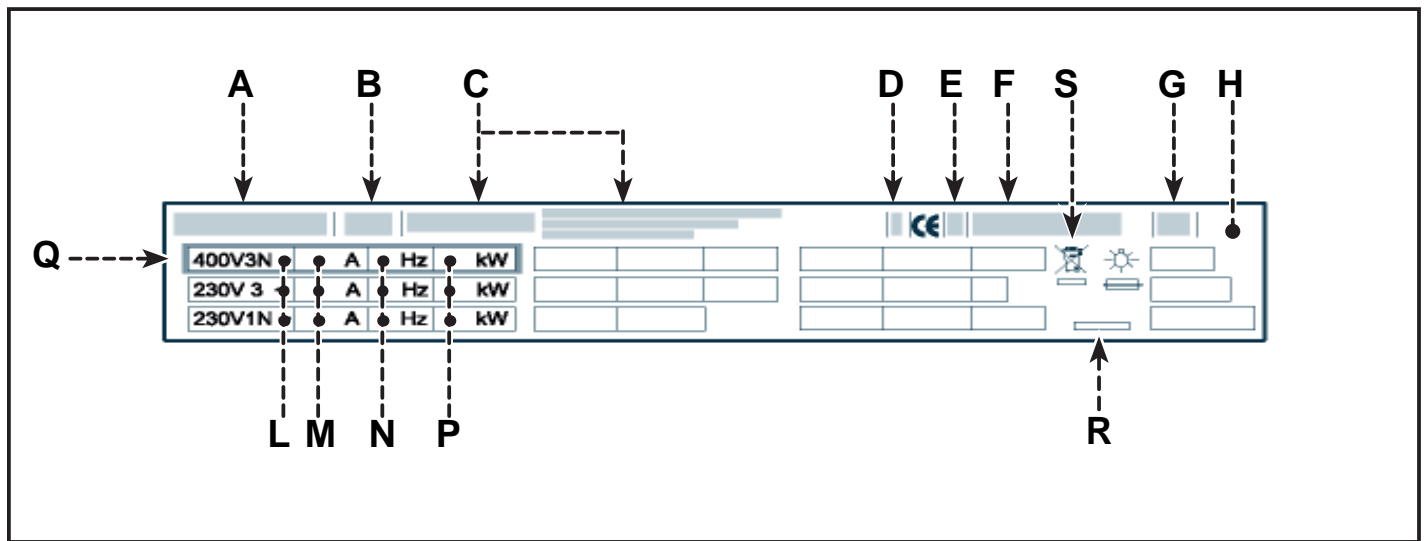 A B C D E F S G H
CE
Q
400V3N A Hz kW
230V 3 A Hz kW
230V1N A Hz kW
L M N P R